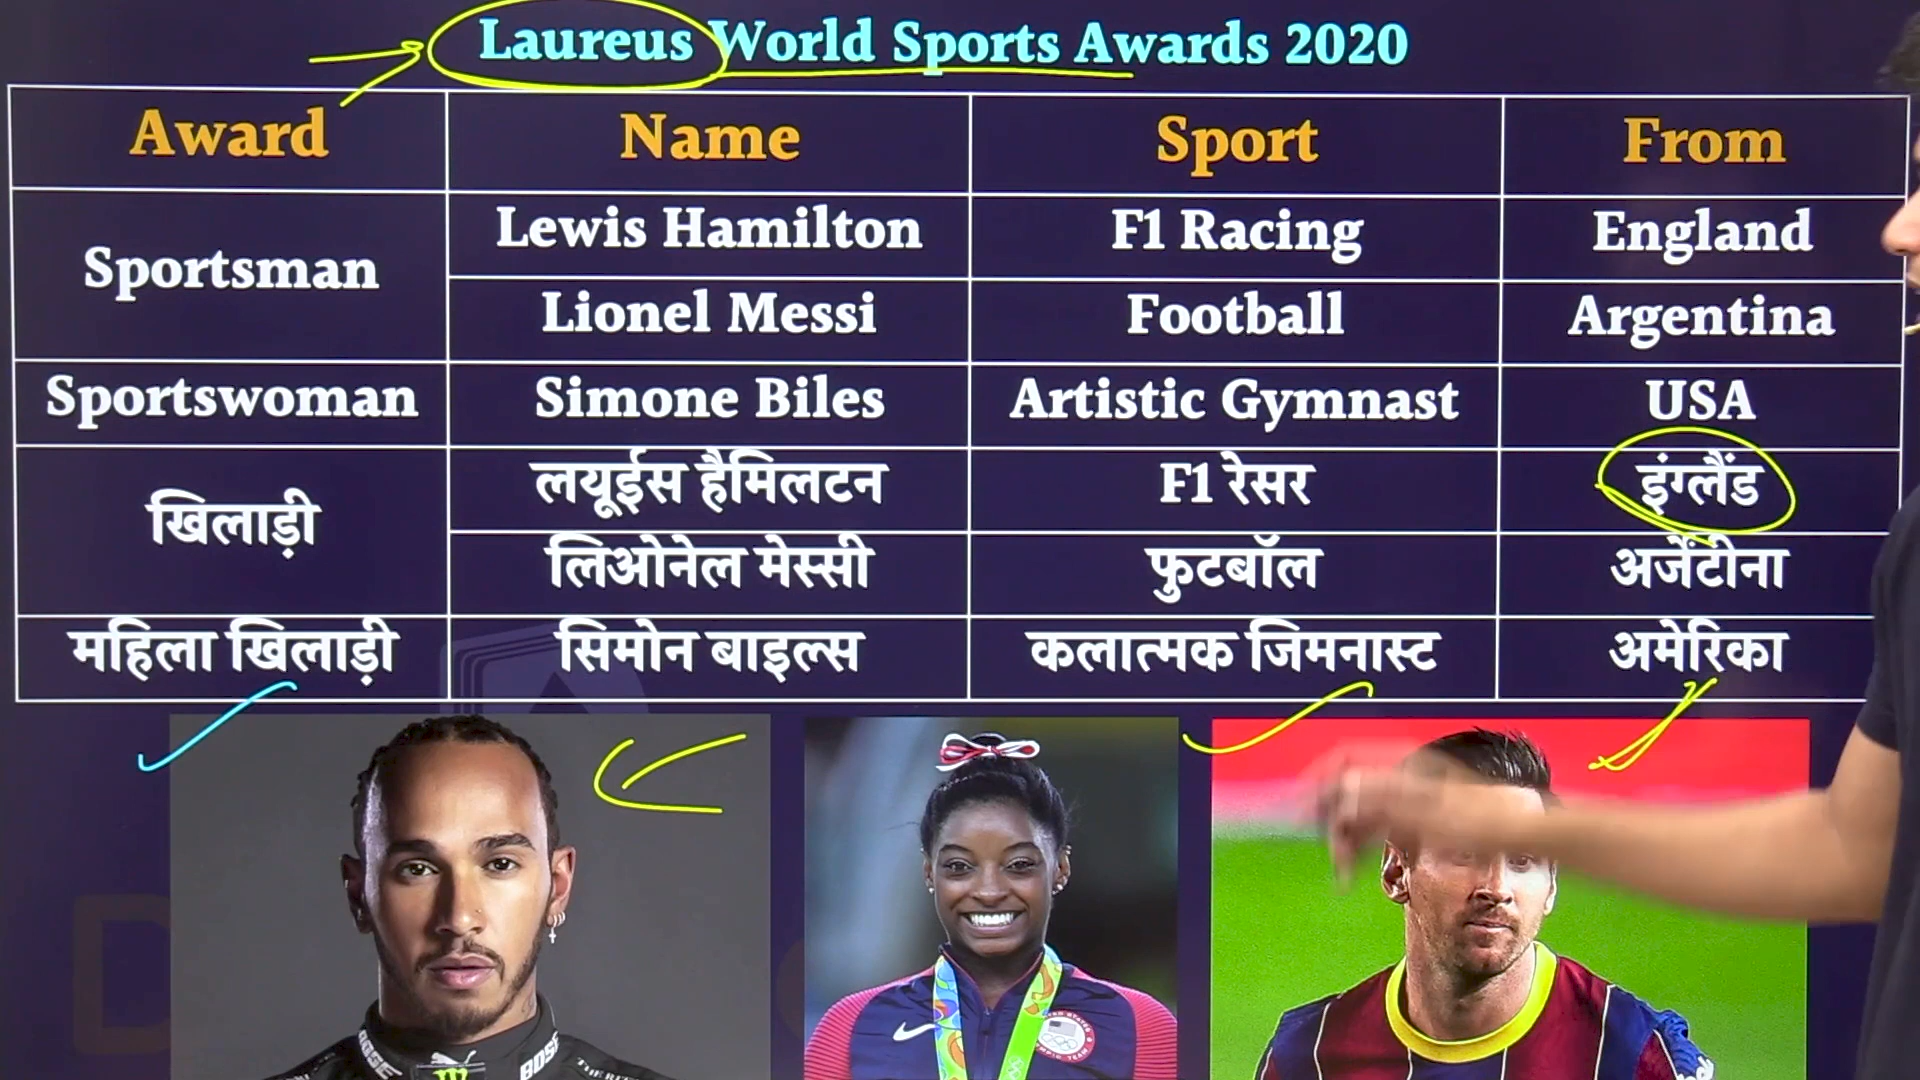 Laureus World Sports Awards 2020
Award Name Sport From
Sportsman Lewis Hamilton F1 Racing England
Lionel Messi Football Argentina
Sportswoman Simone Biles Artistic Gymnast USA
खिलाड़ी लयूईस हैमिलटन F1 रेसर इंग्लैंड
लिओनेल मेस्सी फुटबॉल अर्जेंटीना
महिला खिलाड़ी सिमोन बाइल्स कलात्मक जिमनास्ट अमेरिका
BOSE
BOSE